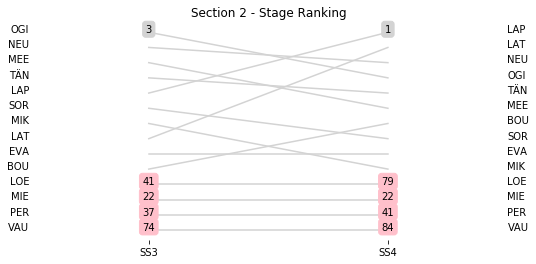 Section 2 - Stage Ranking
OGI 3 1 LAP
NEU LAT
MEE NEU
TÄN OGI
LAP TÄN
SOR MEE
MIK BOU
LAT SOR
EVA EVA
BOU MIK
LOE 41 79 LOE
MIE 22 22 MIE
PER 37 41 PER
VAU 74 84 VAU
SS3 SS4